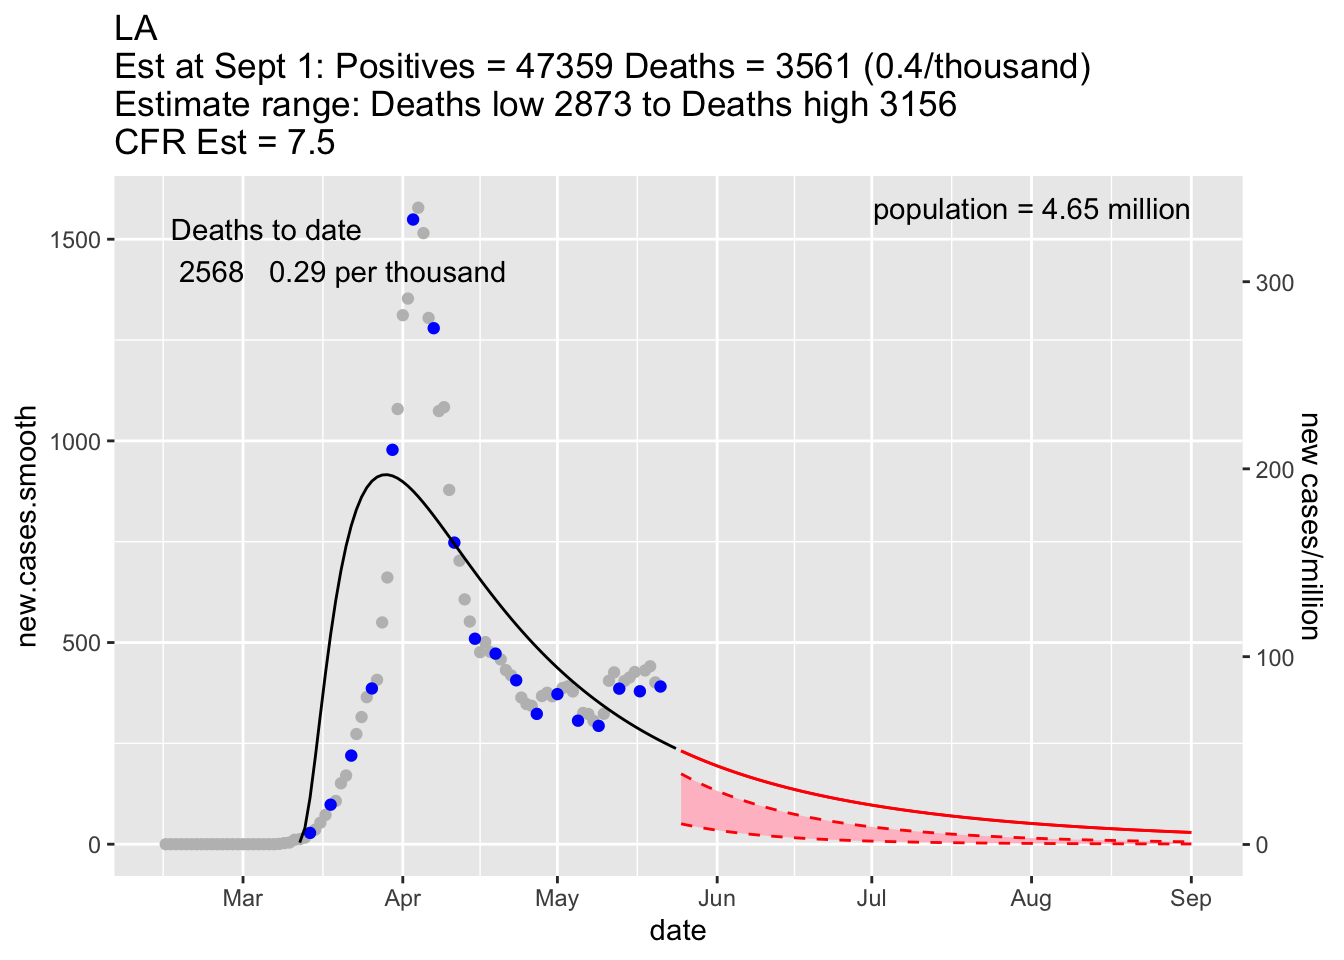 LA
Est at Sept 1: Positives = 47359 Deaths = 3561 (0.4/thousand)
Estimate range: Deaths low 2873 to Deaths high 3156
CFR Est = 7.5
Deaths to date
2568 0.29 per thousand
population = 4.65 million
1500
1000
500
0
new.cases.smooth
300
200
100
0
new cases/million
Mar Apr May Jun Jul Aug Sep
date